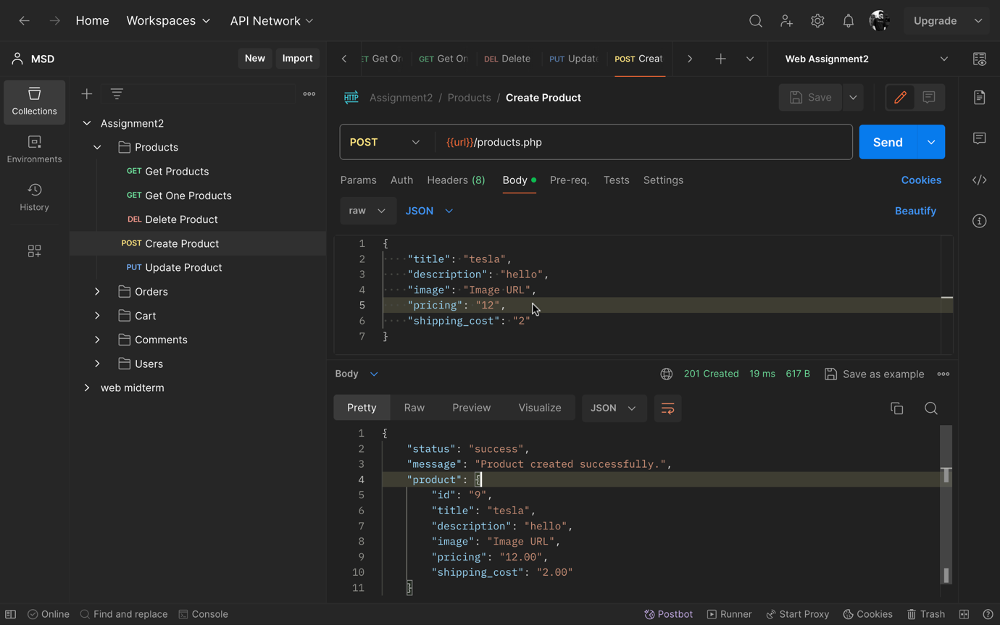 Home Workspaces API Network Upgrade
MSD New Import
ET Get On GET Get On DEL Delete PUT Update POST Creat Web Assignment2
Collections
Environments
History
Assignment2
Products
GET Get Products
GET Get One Products
DEL Delete Product
POST Create Product
PUT Update Product
Orders
Cart
Comments
Users
web midterm
HTTP Assignment2 / Products / Create Product Save
POST {{url}}/products.php Send
Params Auth Headers (8) Body Pre-req. Tests Settings Cookies
raw JSON Beautify
1 {
2 "title": "tesla",
3 "description": "hello",
4 "image": "Image URL",
5 "pricing": "12",
6 "shipping_cost": "2"
7 }
Body 201 Created 19 ms 617 B Save as example
Pretty Raw Preview Visualize JSON
1 {
2 "status": "success",
3 "message": "Product created successfully.",
4 "product": {
5 "id": "9",
6 "title": "tesla",
7 "description": "hello",
8 "image": "Image URL",
9 "pricing": "12.00",
10 "shipping_cost": "2.00"
11 }
Online Find and replace Console Postbot Runner Start Proxy Cookies Trash